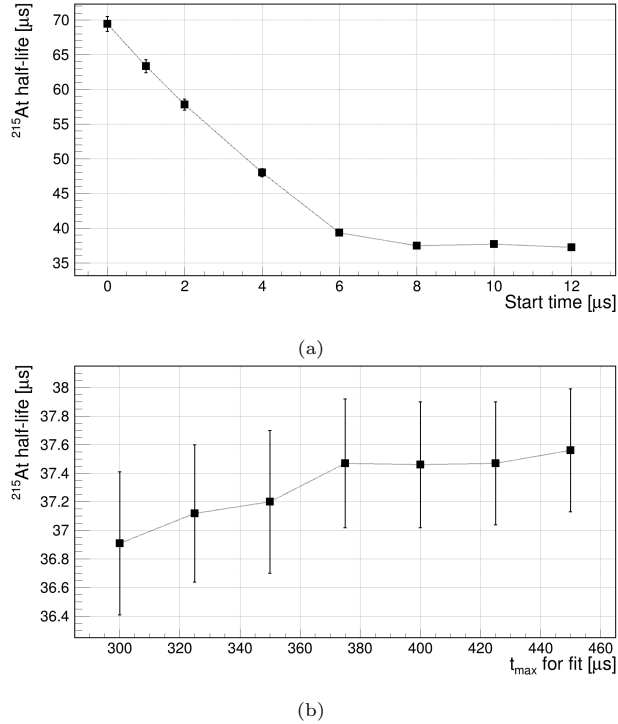 70
65
60
55
50
45
40
35
²¹⁵At half-life [μs]
0 2 4 6 8 10 12
Start time [μs]
(a)
38
37.8
37.6
37.4
37.2
37
36.8
36.6
36.4
²¹⁵At half-life [μs]
300 320 340 360 380 400 420 440 460
t_max for fit [μs]
(b)